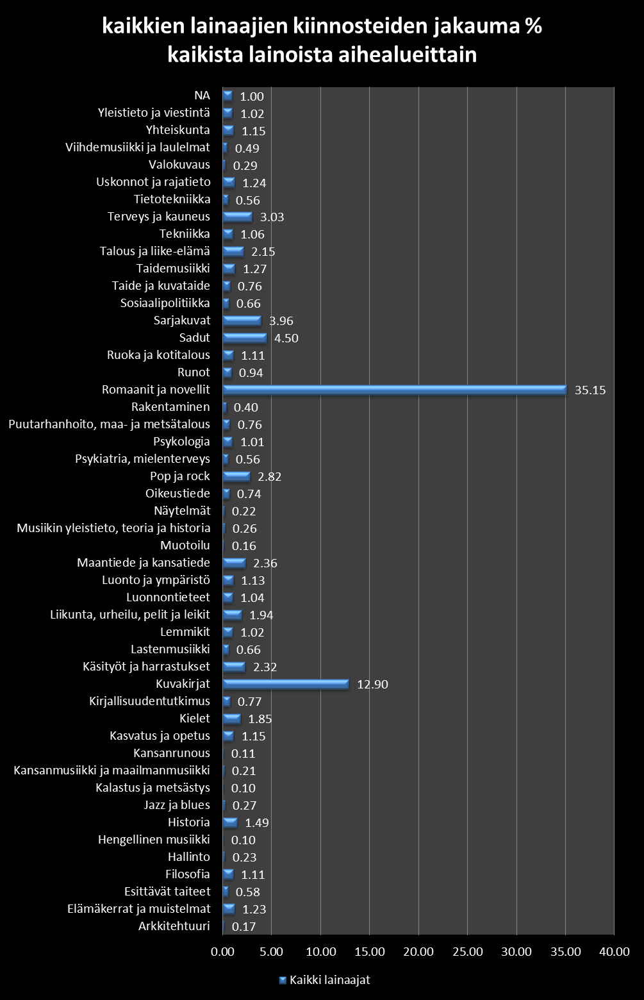 kaikkien lainaajien kiinnosteiden jakauma %
kaikista lainoista aihealueittain
NA 1.00
Yleistieto ja viestintä 1.02
Yhteiskunta 1.15
Viihdemusiikki ja laulelmat 0.49
Valokuvaus 0.29
Uskonnot ja rajatieto 1.24
Tietotekniikka 0.56
Terveys ja kauneus 3.03
Tekniikka 1.06
Talous ja liike-elämä 2.15
Taidemusiikki 1.27
Taide ja kuvataide 0.76
Sosiaalipolitiikka 0.66
Sarjakuvat 3.96
Sadut 4.50
Ruoka ja kotitalous 1.11
Runot 0.94
Romaanit ja novellit 35.15
Rakentaminen 0.40
Puutarhanhoito, maa- ja metsätalous 0.76
Psykologia 1.01
Psykiatria, mielenterveys 0.56
Pop ja rock 2.82
Oikeustiede 0.74
Näytelmät 0.22
Musiikin yleistieto, teoria ja historia 0.26
Muotoilu 0.16
Maantiede ja kansatiede 2.36
Luonto ja ympäristö 1.13
Luonnontieteet 1.04
Liikunta, urheilu, pelit ja leikit 1.94
Lemmikit 1.02
Lastenmusiikki 0.66
Käsityöt ja harrastukset 2.32
Kuvakirjat 12.90
Kirjallisuudentutkimus 0.77
Kielet 1.85
Kasvatus ja opetus 1.15
Kansanrunous 0.11
Kansanmusiikki ja maailmanmusiikki 0.21
Kalastus ja metsästys 0.10
Jazz ja blues 0.27
Historia 1.49
Hengellinen musiikki 0.10
Hallinto 0.23
Filosofia 1.11
Esittävät taiteet 0.58
Elämäkerrat ja muistelmat 1.23
Arkkitehtuuri 0.17
0.00 5.00 10.00 15.00 20.00 25.00 30.00 35.00 40.00
Kaikki lainaajat